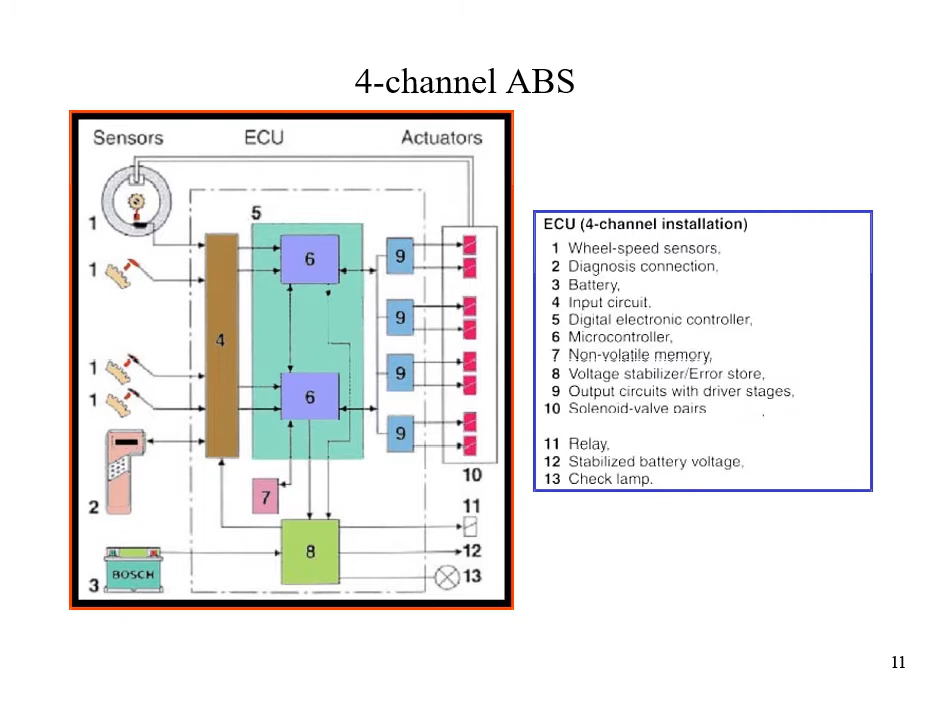 4-channel ABS
Sensors ECU Actuators
1
5
1
6
9
9
4
1
6
9
1
9
10
7
11
2
8
12
BOSCH
3
13
ECU (4-channel installation)
1 Wheel-speed sensors,
2 Diagnosis connection,
3 Battery,
4 Input circuit,
5 Digital electronic controller,
6 Microcontroller,
7 Non-volatile memory,
8 Voltage stabilizer/Error store,
9 Output circuits with driver stages,
10 Solenoid-valve pairs
11 Relay,
12 Stabilized battery voltage,
13 Check lamp.
11